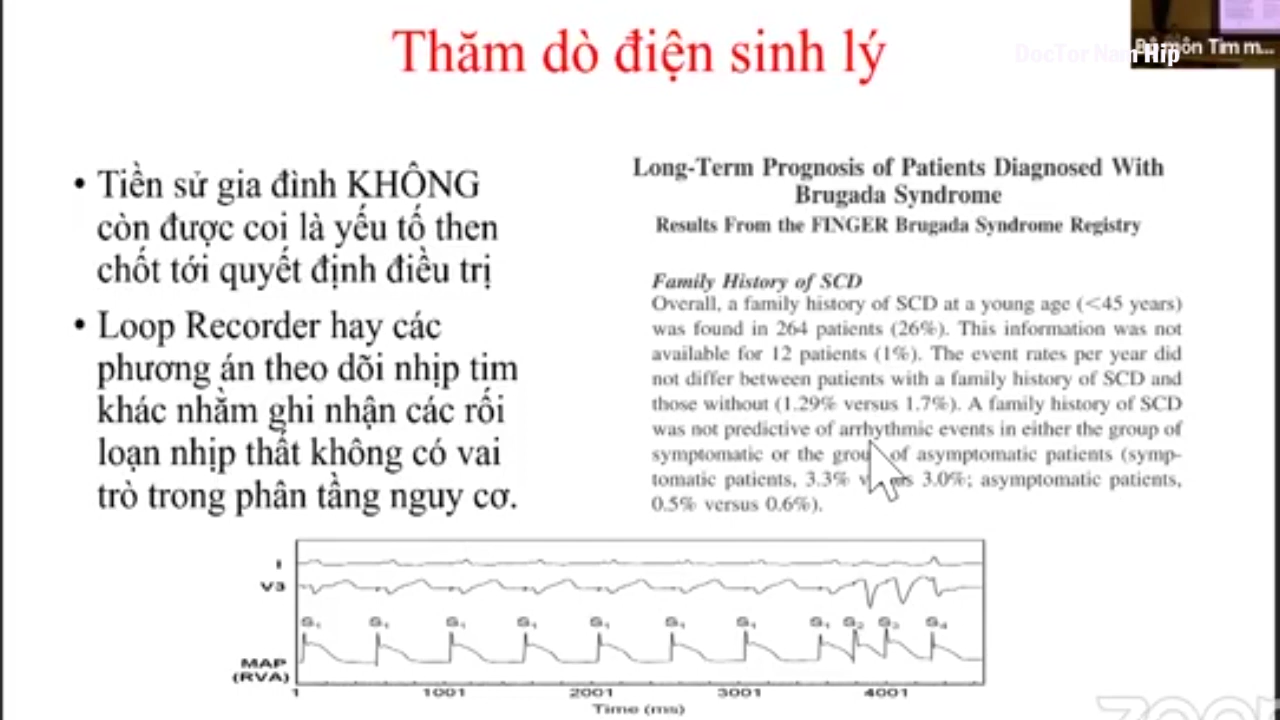 Thăm dò điện sinh lý
DocTor Nam Hip
Bộ môn Tim m...
• Tiền sử gia đình KHÔNG
còn được coi là yếu tố then
chốt tới quyết định điều trị
• Loop Recorder hay các
phương án theo dõi nhịp tim
khác nhằm ghi nhận các rối
loạn nhịp thất không có vai
trò trong phân tầng nguy cơ.
Long-Term Prognosis of Patients Diagnosed With
Brugada Syndrome
Results From the FINGER Brugada Syndrome Registry
Family History of SCD
Overall, a family history of SCD at a young age (<45 years)
was found in 264 patients (26%). This information was not
available for 12 patients (1%). The event rates per year did
not differ between patients with a family history of SCD and
those without (1.29% versus 1.7%). A family history of SCD
was not predictive of arrhythmic events in either the group of
symptomatic or the group of asymptomatic patients (symp-
tomatic patients, 3.3% versus 3.0%; asymptomatic patients,
0.5% versus 0.6%).
I
V3
S₁ S₁ S₁ S₁ S₁ S₁ S₁ S₁ S₂ S₃ S₄
MAP
(RVA)
1 1001 2001 3001 4001
Time (ms)
zoom